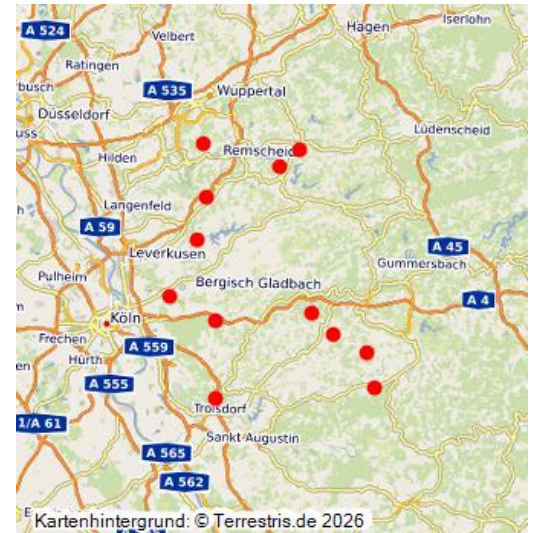 Iserlohn
A 524
Velbert
Hagen
Ratingen
A 535
Wuppertal
Düsseldorf
Lüdenscheid
Remscheid
Hilden
Langenfeld
A 59
A 45
Leverkusen
Gummersbach
Pulheim
Bergisch Gladbach
A 4
Köln
Frechen
A 559
Hürth
A 555
Troisdorf
1/A 61
Sankt Augustin
A 565
A 562
Kartenhintergrund: © Terrestris.de 2026